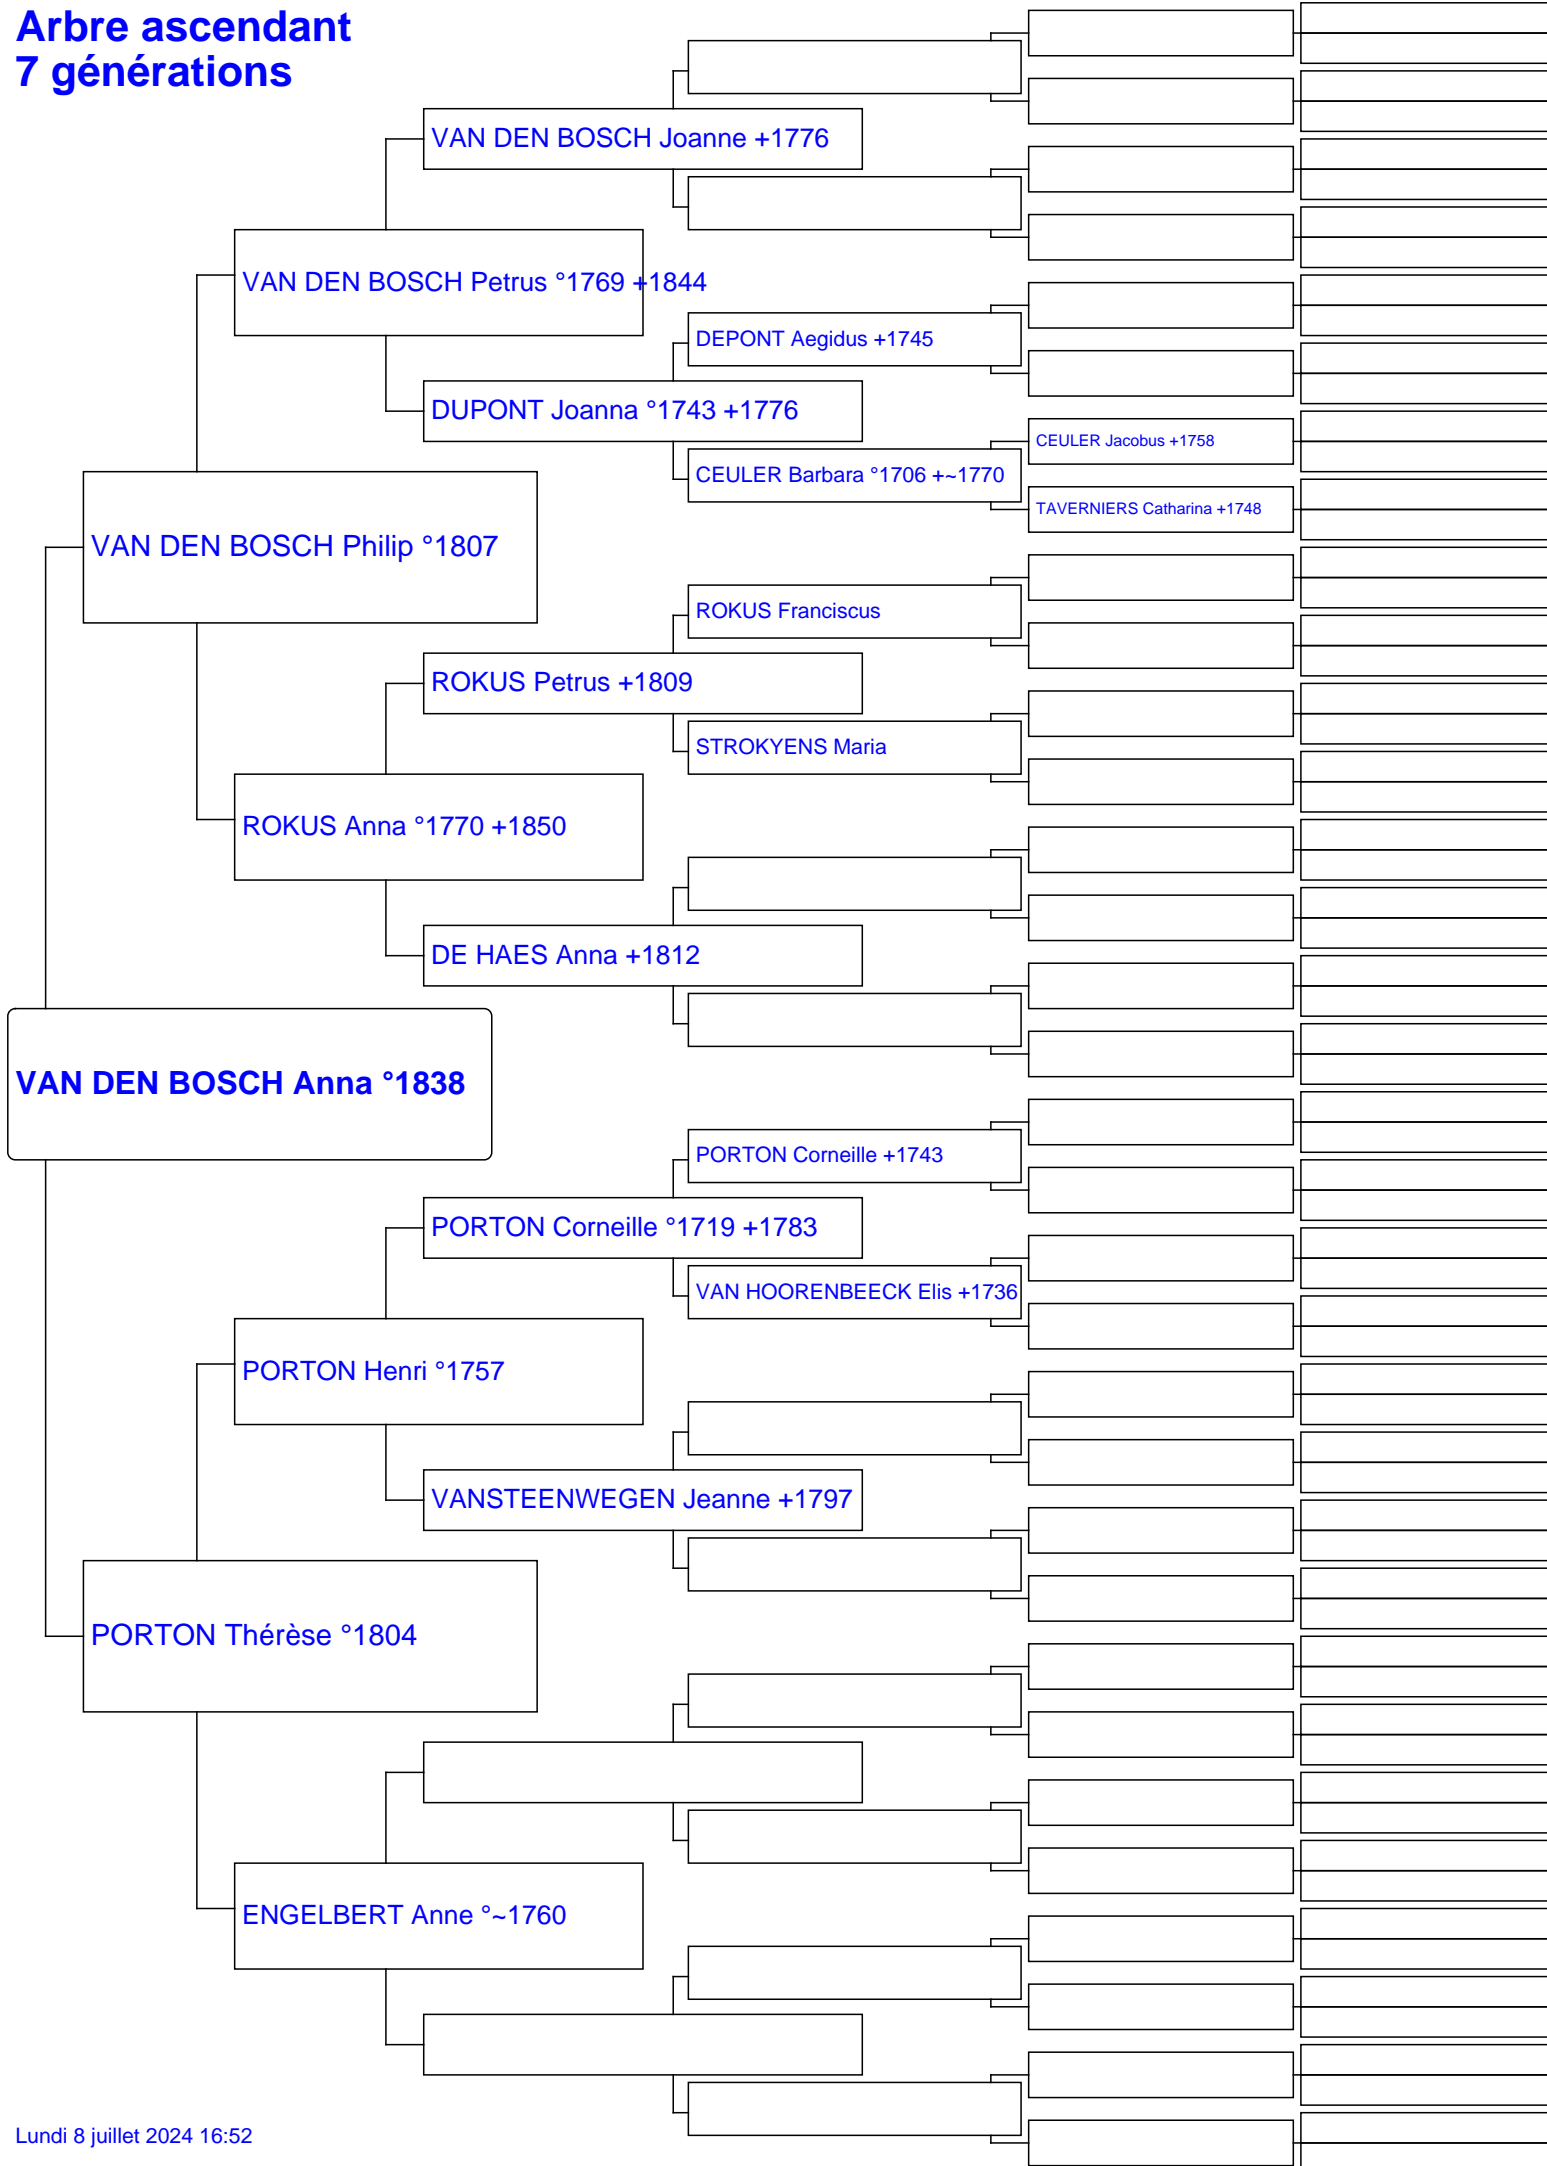 Arbre ascendant
7 générations
VAN DEN BOSCH Joanne +1776
VAN DEN BOSCH Petrus °1769 +1844
DEPONT Aegidus +1745
DUPONT Joanna °1743 +1776
CEULER Jacobus +1758
CEULER Barbara °1706 +~1770
TAVERNIERS Catharina +1748
VAN DEN BOSCH Philip °1807
ROKUS Franciscus
ROKUS Petrus +1809
STROKYENS Maria
ROKUS Anna °1770 +1850
DE HAES Anna +1812
VAN DEN BOSCH Anna °1838
PORTON Corneille +1743
PORTON Corneille °1719 +1783
VAN HOORENBEECK Elis +1736
PORTON Henri °1757
VANSTEENWEGEN Jeanne +1797
PORTON Thérèse °1804
ENGELBERT Anne °~1760
Lundi 8 juillet 2024 16:52